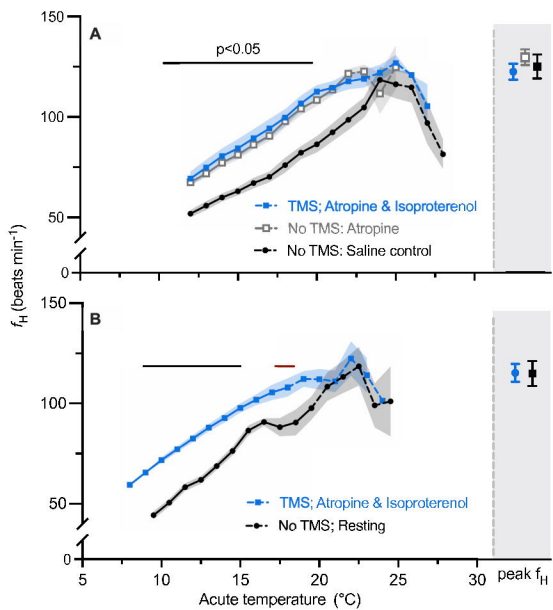 A
p<0.05
150
100
50
0
TMS; Atropine & Isoproterenol
No TMS: Atropine
No TMS: Saline control
fH (beats min⁻¹)
B
150
100
50
0
TMS; Atropine & Isoproterenol
No TMS; Resting
5 10 15 20 25 30 peak fH
Acute temperature (°C)